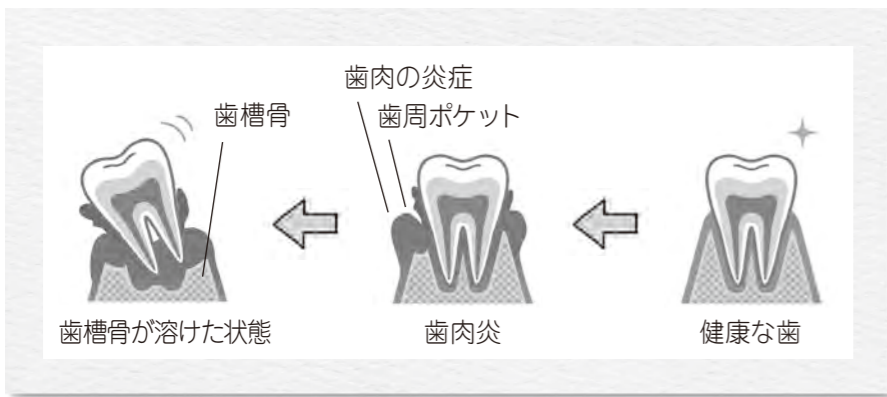 歯肉の炎症
歯槽骨
歯周ポケット
歯槽骨が溶けた状態
歯肉炎
健康な歯